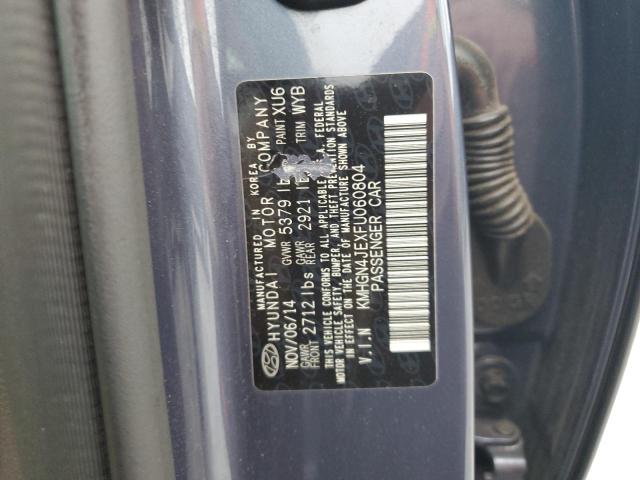 MANUFACTURED IN KOREA BY
HYUNDAI MOTOR COMPANY
NOV/06/14 GVWR 5379 lb PAINT XU6
GAWR FRONT 2712 lbs GAWR REAR 2921 TRIM WYB
THIS VEHICLE CONFORMS TO ALL APPLICABLE FEDERAL
MOTOR VEHICLE SAFETY, BUMPER, AND THEFT PREVENTION STANDARDS
IN EFFECT ON THE DATE OF MANUFACTURE SHOWN ABOVE
V.I.N KMHGN4JEXFU060804
PASSENGER CAR